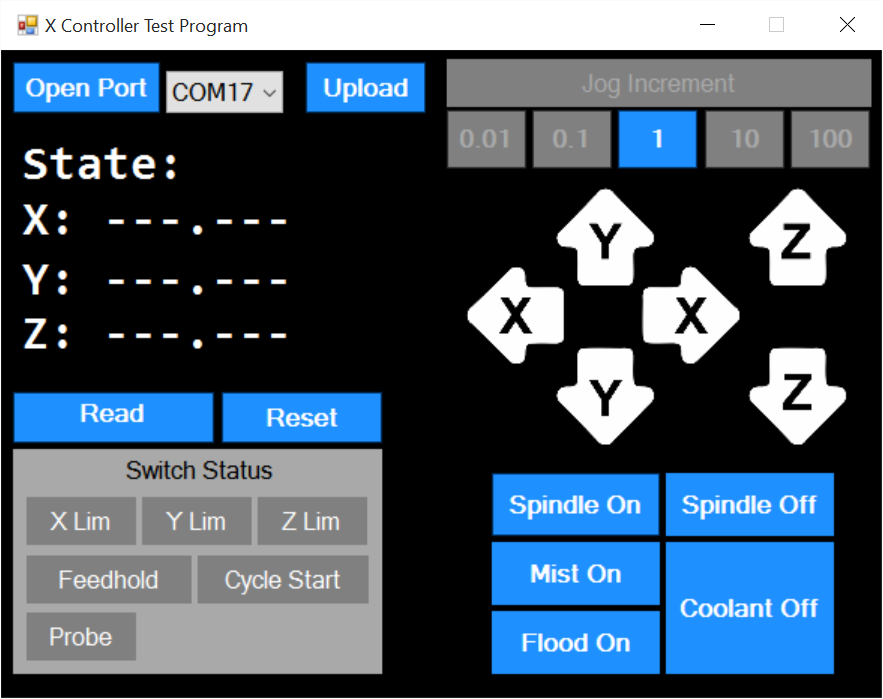 X Controller Test Program
Open Port COM17 Upload
Jog Increment
0.01 0.1 1 10 100
State:
X: ---.---
Y: ---.---
Z: ---.---
Y Z
X X
Y Z
Read Reset
Switch Status
X Lim Y Lim Z Lim
Feedhold Cycle Start
Probe
Spindle On Spindle Off
Mist On
Coolant Off
Flood On